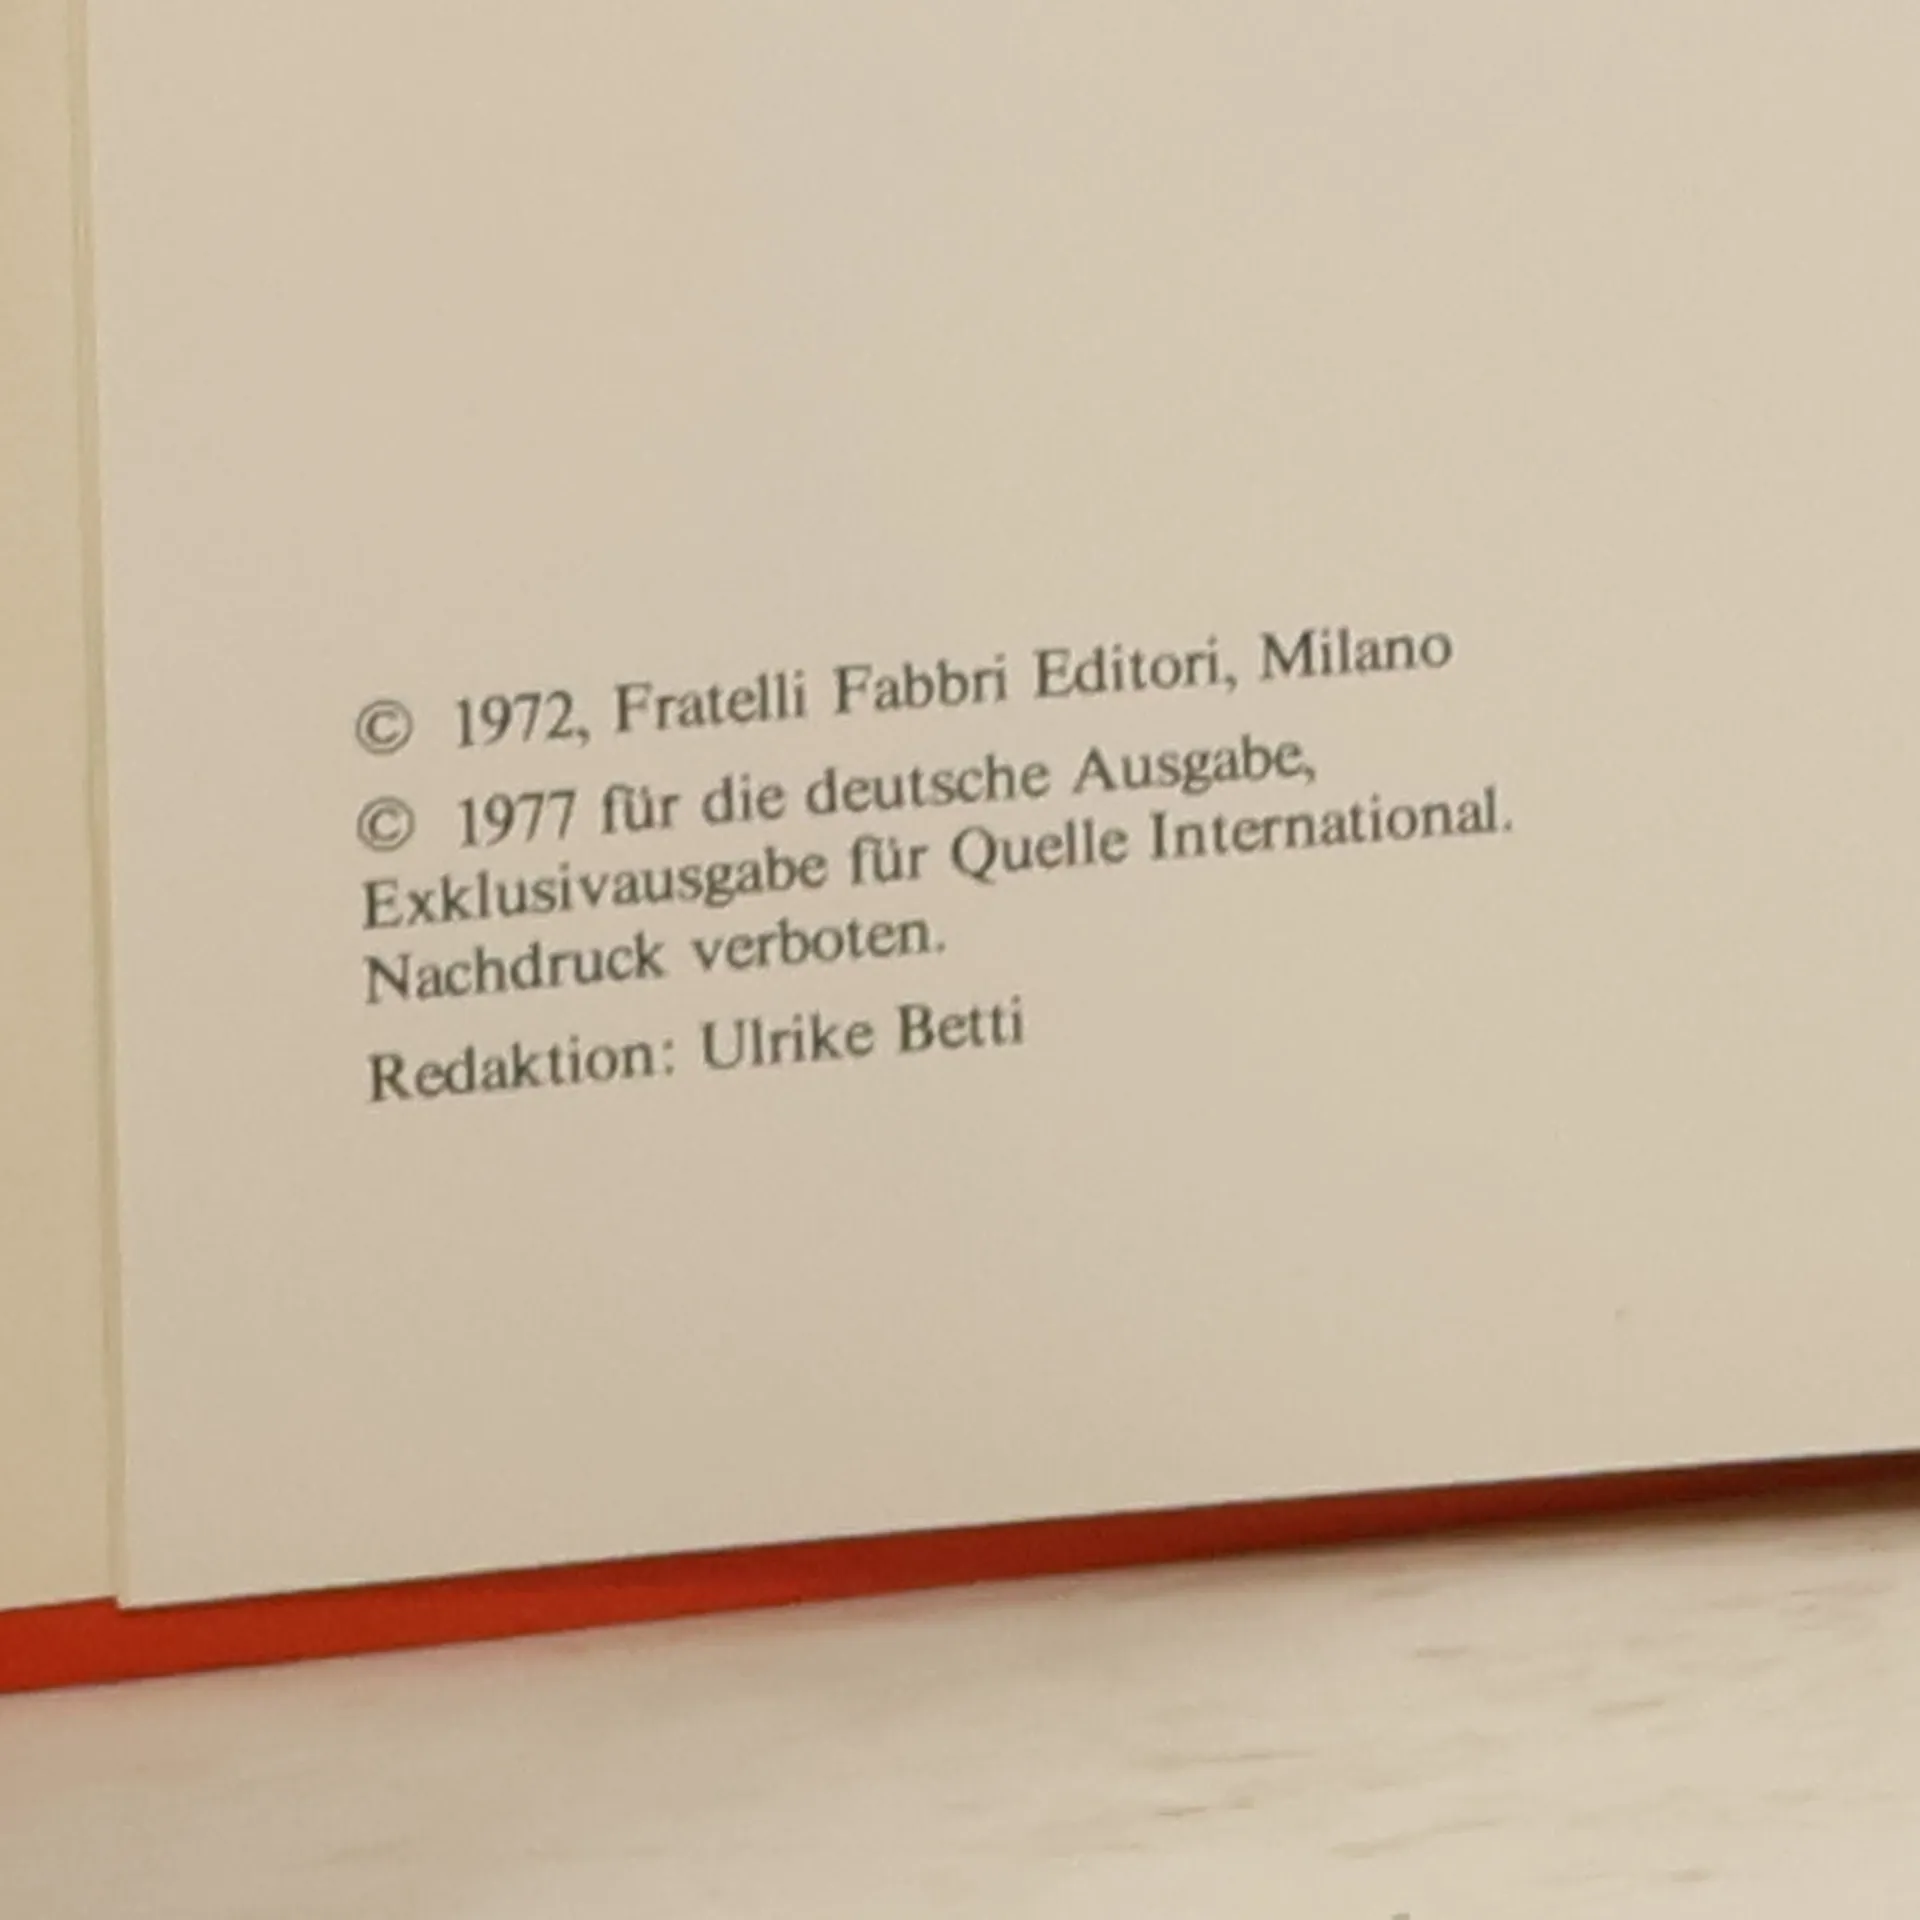 © 1972, Fratelli Fabbri Editori, Milano
© 1977 für die deutsche Ausgabe,
Exklusivausgabe für Quelle International.
Nachdruck verboten.
Redaktion: Ulrike Betti